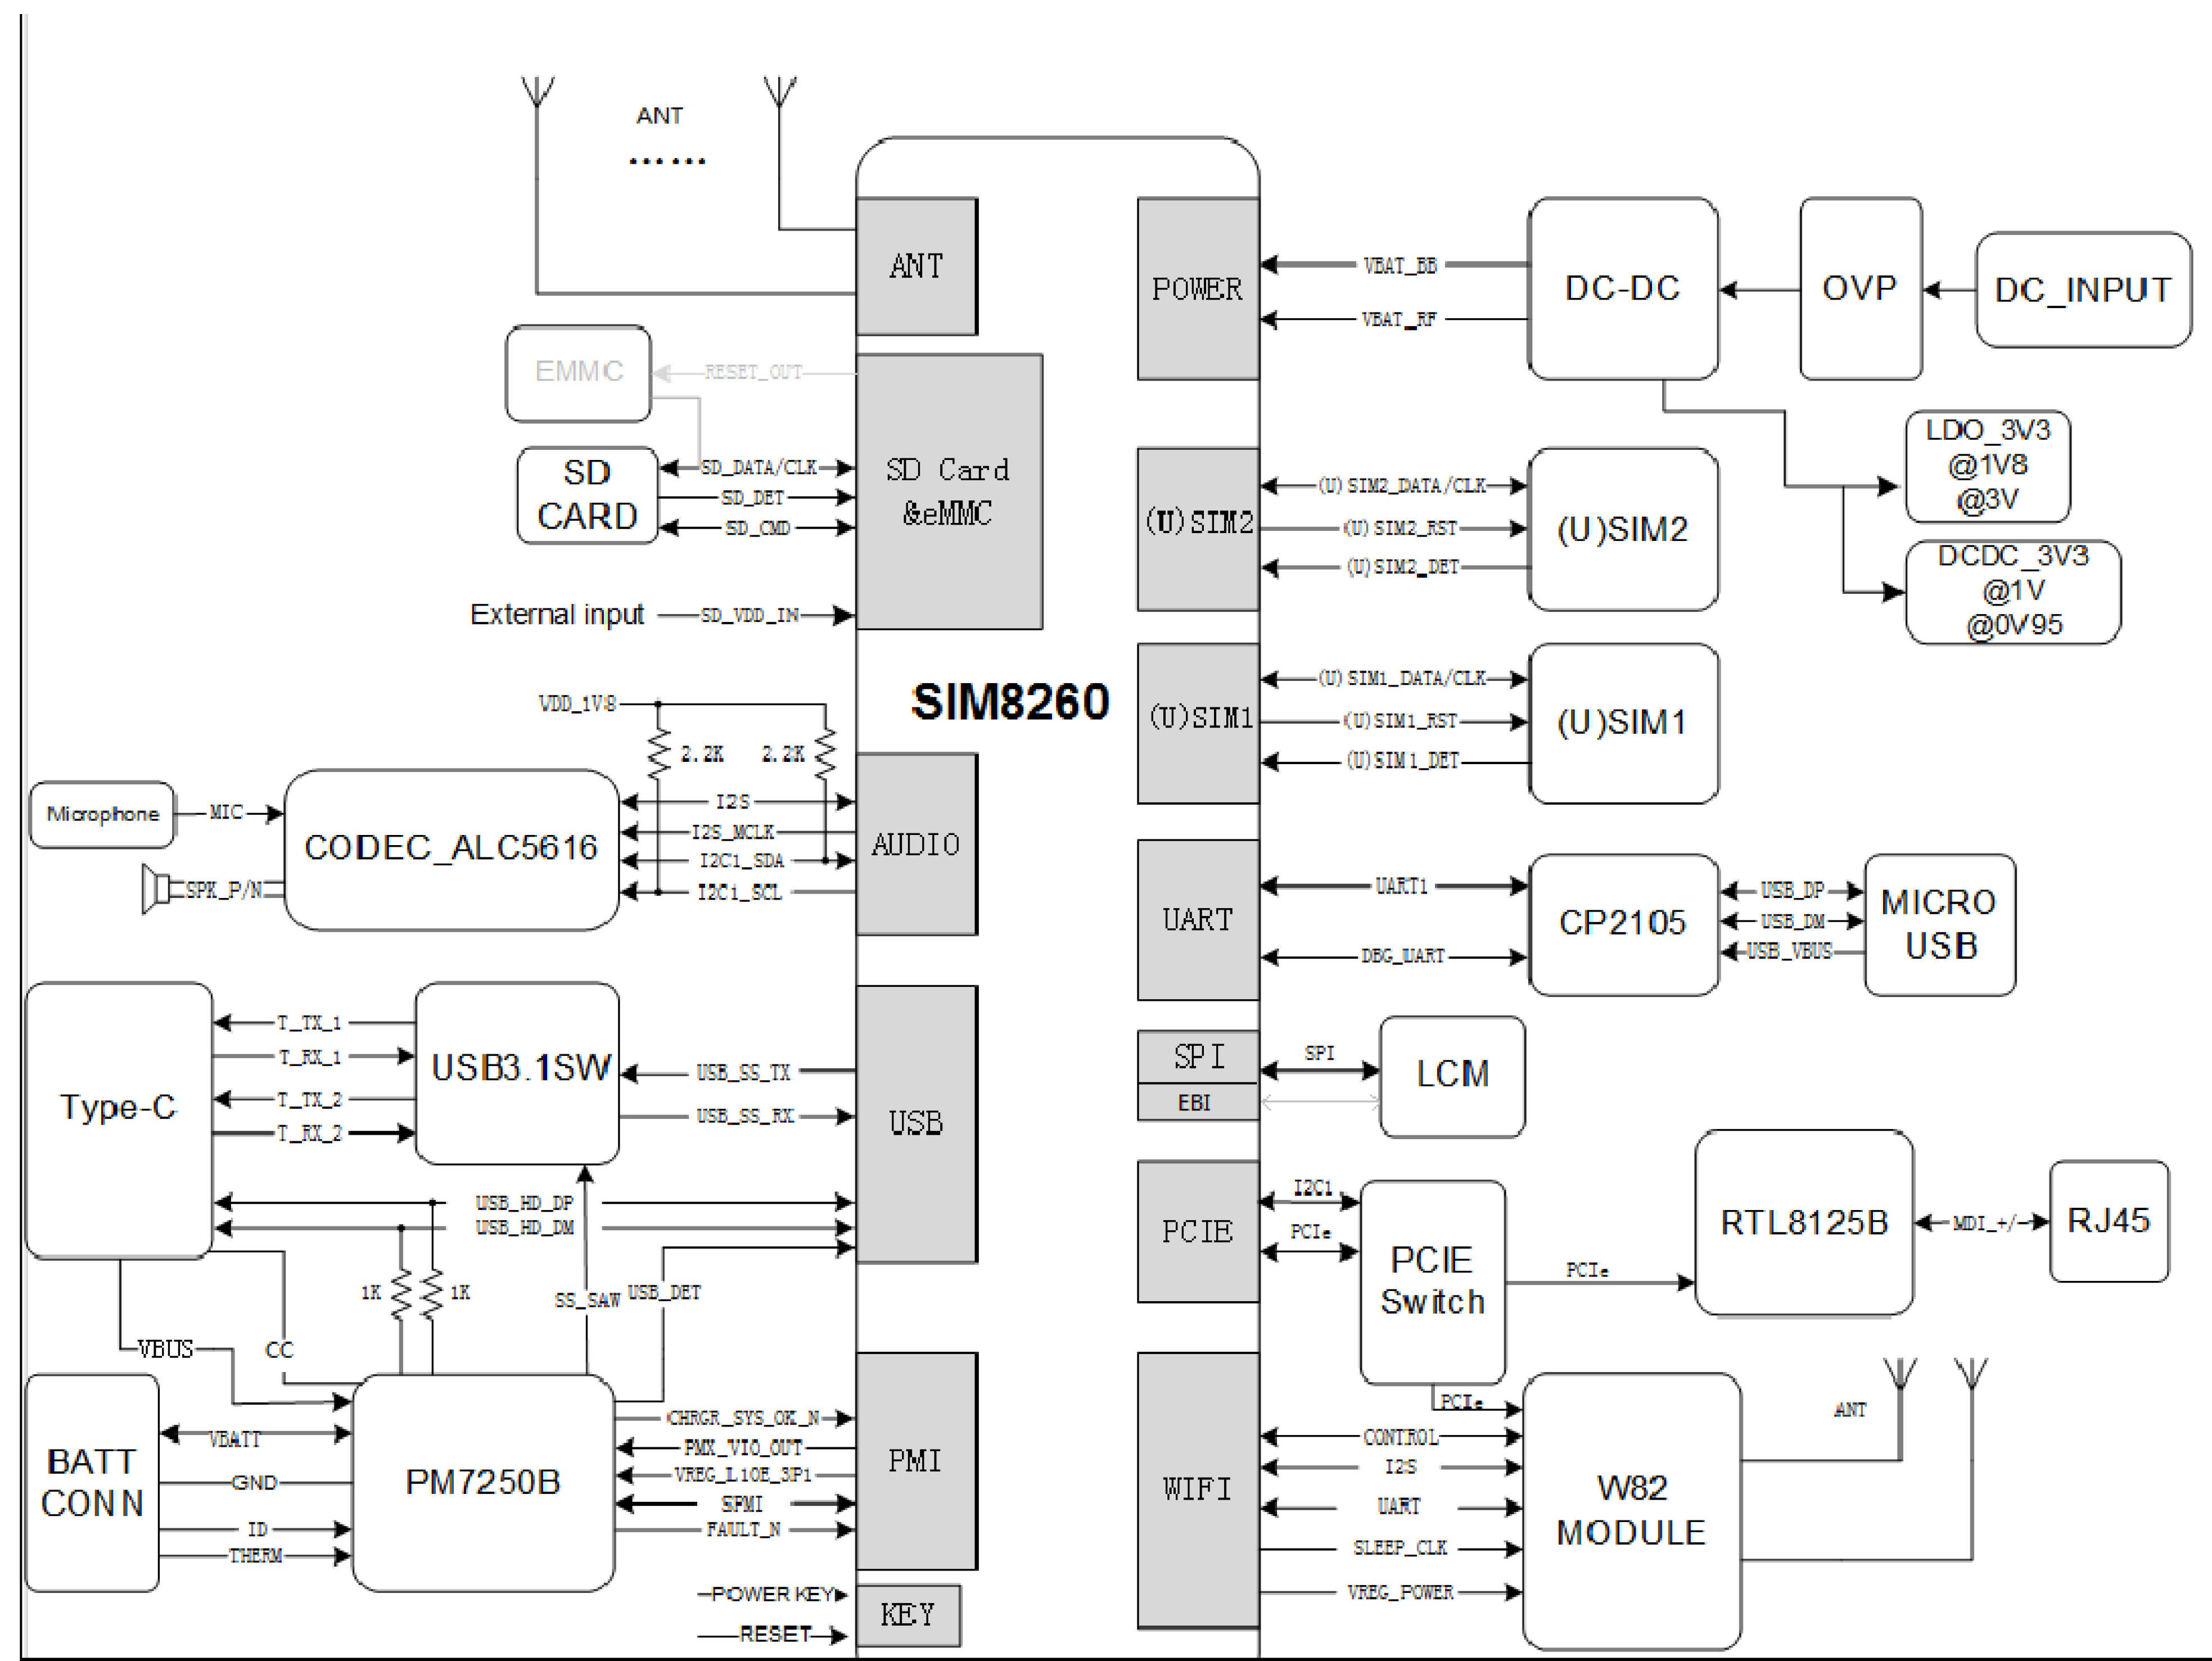 ANT
......
ANT
EMMC
RESET_OUT
SD
CARD
SD_DATA/CLK
SD_DET
SD_CMD
SD Card
&eMMC
External input
SD_VDD_IN
SIM8260
VDD_1V8
2.2K
2.2K
Microphone
MIC
SPK_P/N
CODEC_ALC5616
I2S
I2S_MCLK
I2C1_SDA
I2C1_SCL
AUDIO
Type-C
T_TX_1
T_RX_1
T_TX_2
T_RX_2
USB3.1SW
USB_SS_TX
USB_SS_RX
USB
USB_HD_DP
USB_HD_DM
1K
1K
SS_SAW
USB_DET
VBUS
CC
BATT
CONN
VBATT
GND
ID
THERM
PM7250B
CHRGR_SYS_OK_N
PMX_VIO_OUT
VREG_L10E_3P1
SPMI
FAULT_N
PMI
POWER KEY
RESET
KEY
POWER
VBAT_BB
VBAT_RF
DC-DC
OVP
DC_INPUT
LDO_3V3
@1V8
@3V
DCDC_3V3
@1V
@0V95
(U)SIM2
(U)SIM2_DATA/CLK
(U)SIM2_RST
(U)SIM2_DET
(U)SIM2
(U)SIM1
(U)SIM1_DATA/CLK
(U)SIM1_RST
(U)SIM1_DET
(U)SIM1
UART
UART1
DBG_UART
CP2105
USB_DP
USB_DM
USB_VBUS
MICRO
USB
SPI
EBI
SPI
LCM
PCIE
I2C1
PCIe
PCIE
Switch
PCIe
RTL8125B
MDI_+/-
RJ45
PCIe
WIFI
CONTROL
I2S
UART
SLEEP_CLK
VREG_POWER
W82
MODULE
ANT